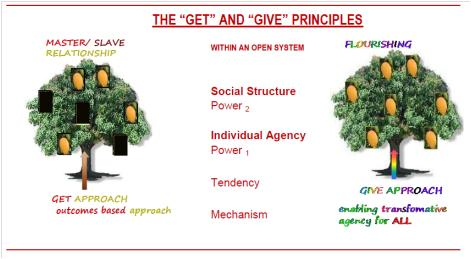 THE “GET” AND “GIVE” PRINCIPLES
MASTER/ SLAVE
RELATIONSHIP
WITHIN AN OPEN SYSTEM
FLOURISHING
Social Structure
Power 2
Individual Agency
Power 1
Tendency
Mechanism
GET APPROACH
outcomes based approach
GIVE APPROACH
enabling transfomative
agency for ALL